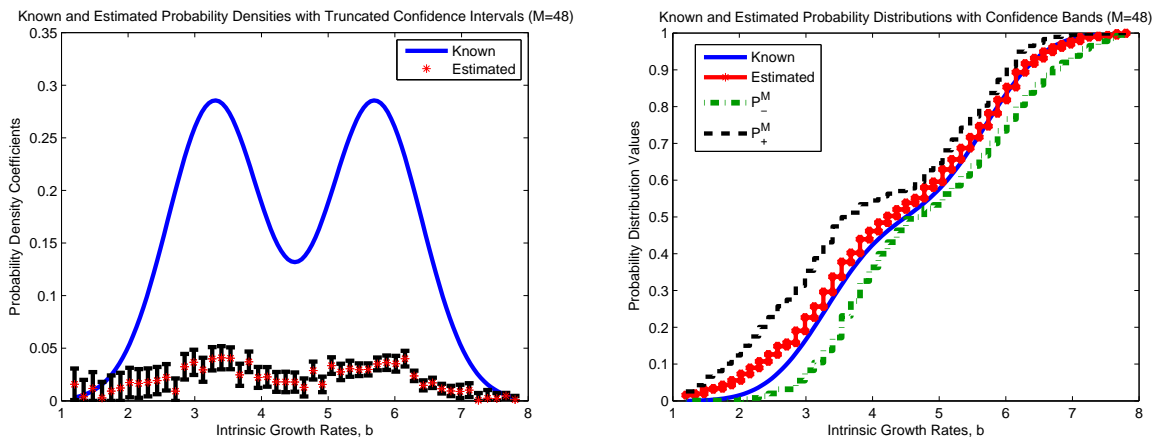 Known and Estimated Probability Densities with Truncated Confidence Intervals (M=48)
0.35
0.3
0.25
0.2
0.15
0.1
0.05
0
Probability Density Coefficients
Known
Estimated
1 2 3 4 5 6 7 8
Intrinsic Growth Rates, b
Known and Estimated Probability Distributions with Confidence Bands (M=48)
1
0.9
0.8
0.7
0.6
0.5
0.4
0.3
0.2
0.1
0
Probability Distribution Values
Known
Estimated
P_-^M
P_+^M
1 2 3 4 5 6 7 8
Intrinsic Growth Rates, b